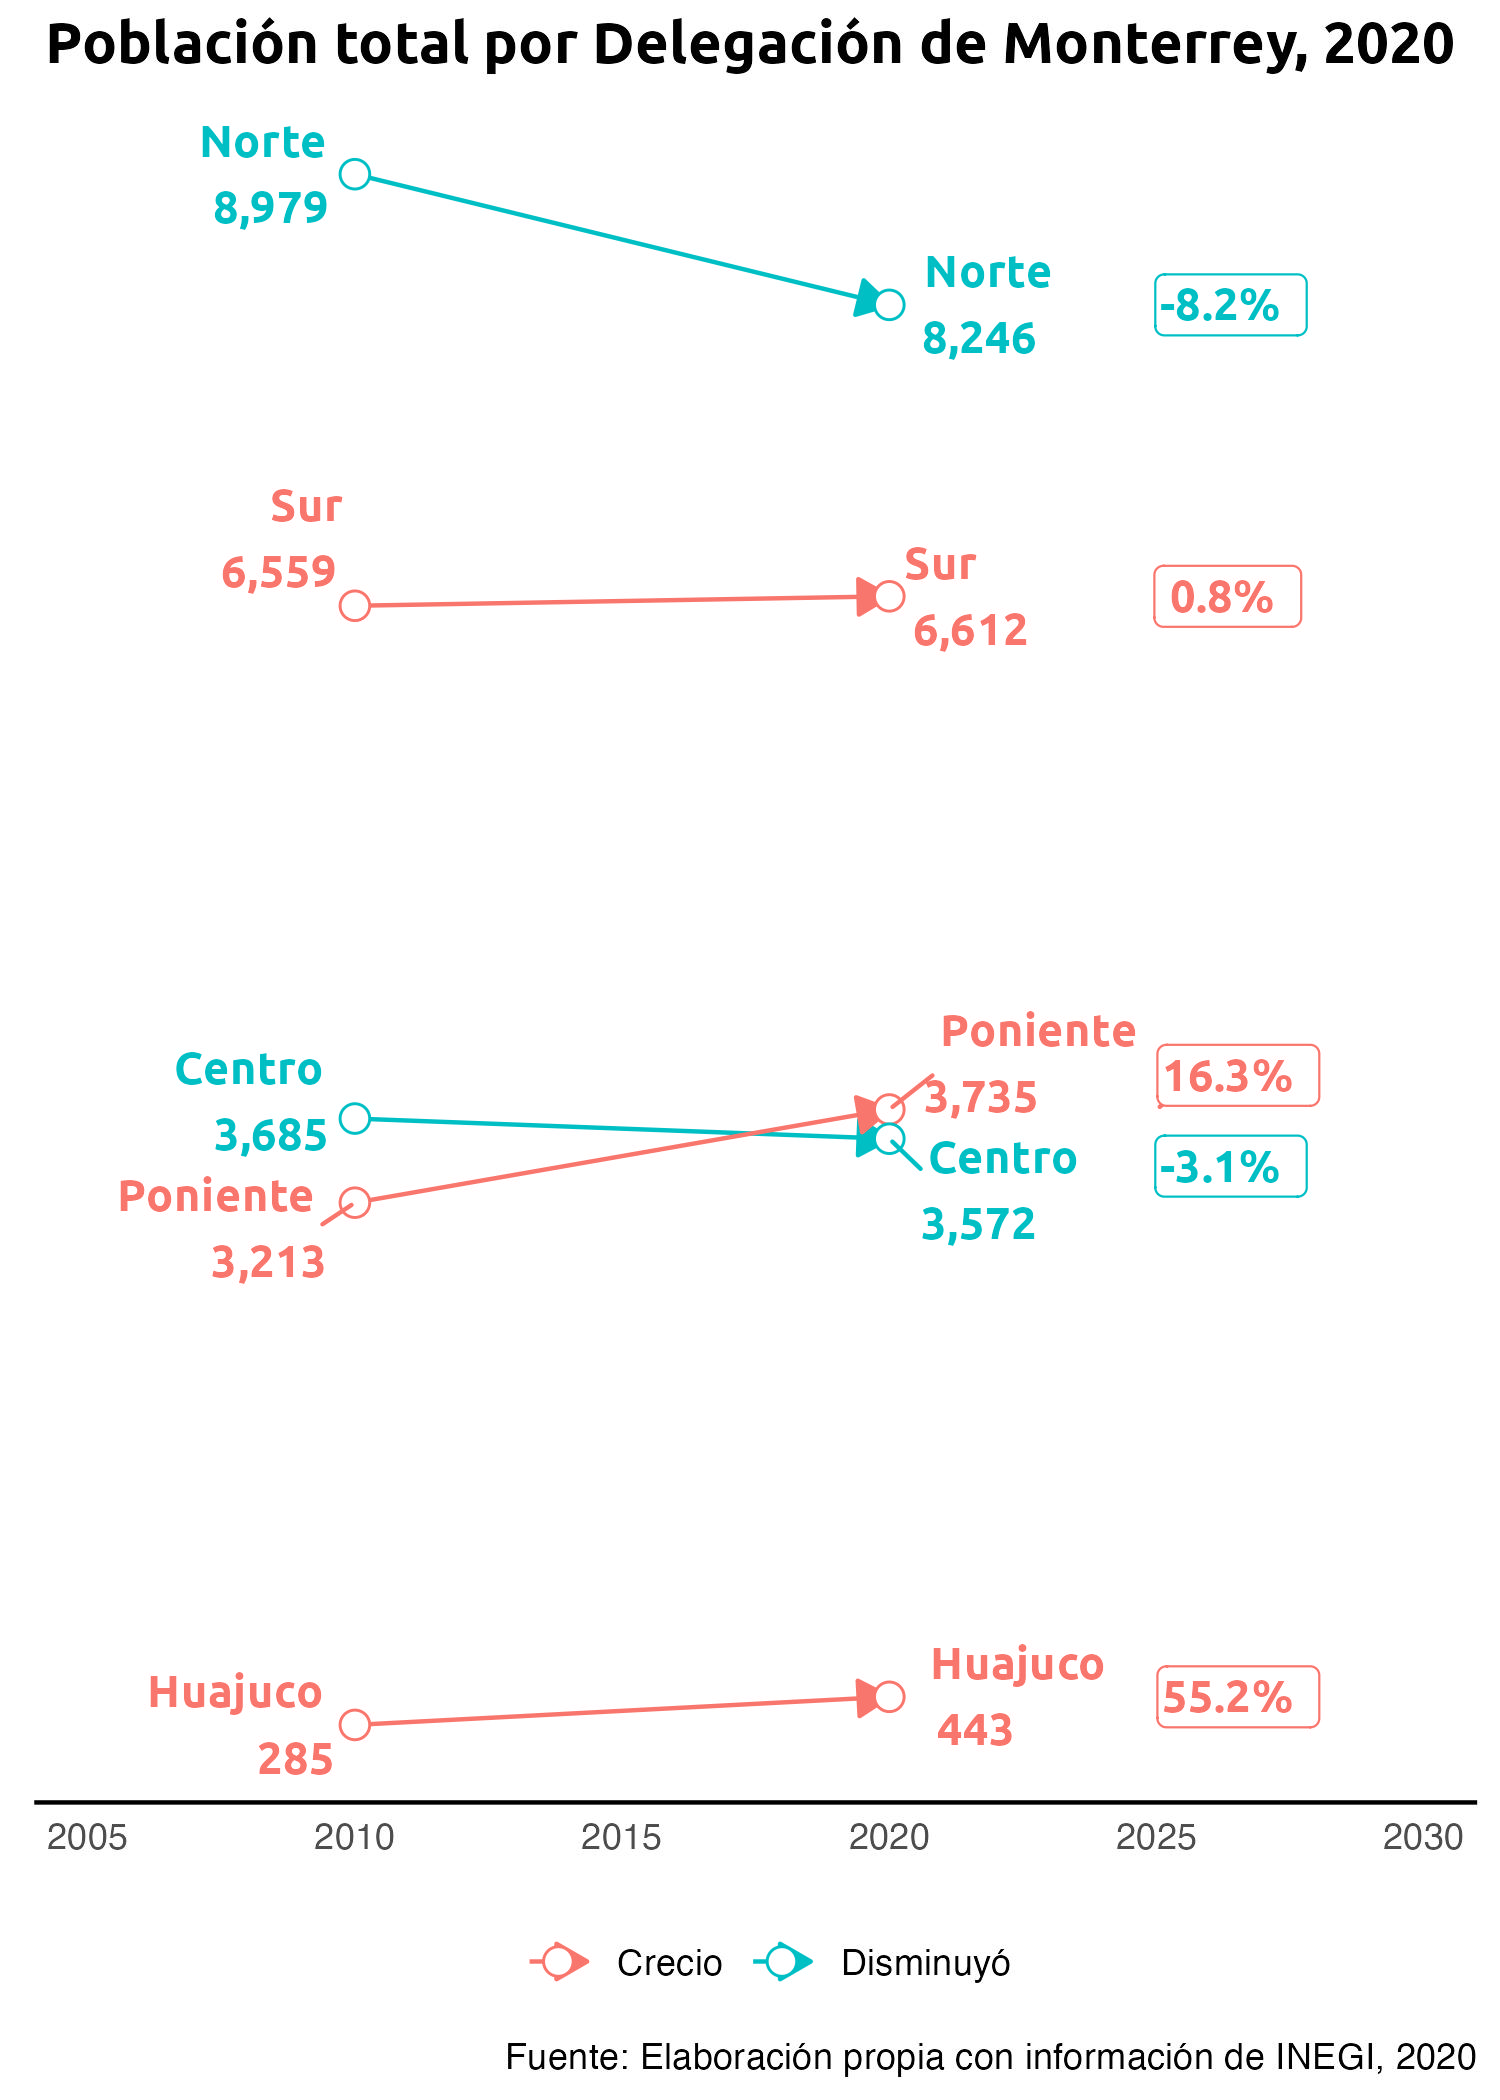 Población total por Delegación de Monterrey, 2020
Norte
8,979
Norte
8,246
-8.2%
Sur
6,559
Sur
6,612
0.8%
Poniente
3,735
16.3%
Centro
3,685
Centro
3,572
-3.1%
Poniente
3,213
Huajuco
285
Huajuco
443
55.2%
2005 2010 2015 2020 2025 2030
Crecio Disminuyó
Fuente: Elaboración propia con información de INEGI, 2020